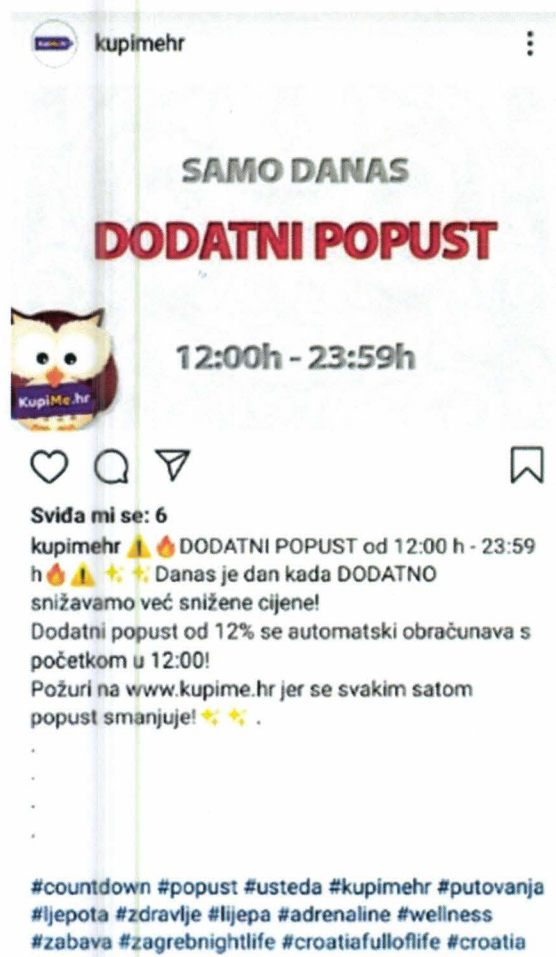 kupimehr
SAMO DANAS
DODATNI POPUST
12:00h - 23:59h
KupiMe.hr
Sviđa mi se: 6
kupimehr ⚠️🔥DODATNI POPUST od 12:00 h - 23:59
h🔥⚠️✨✨Danas je dan kada DODATNO
snižavamo već snižene cijene!
Dodatni popust od 12% se automatski obračunava s
početkom u 12:00!
Požuri na www.kupime.hr jer se svakim satom
popust smanjuje!✨✨ .
.
.
.
.
#countdown #popust #usteda #kupimehr #putovanja
#ljepota #zdravlje #lijepa #adrenaline #wellness
#zabava #zagrebnightlife #croatiafulloflife #croatia